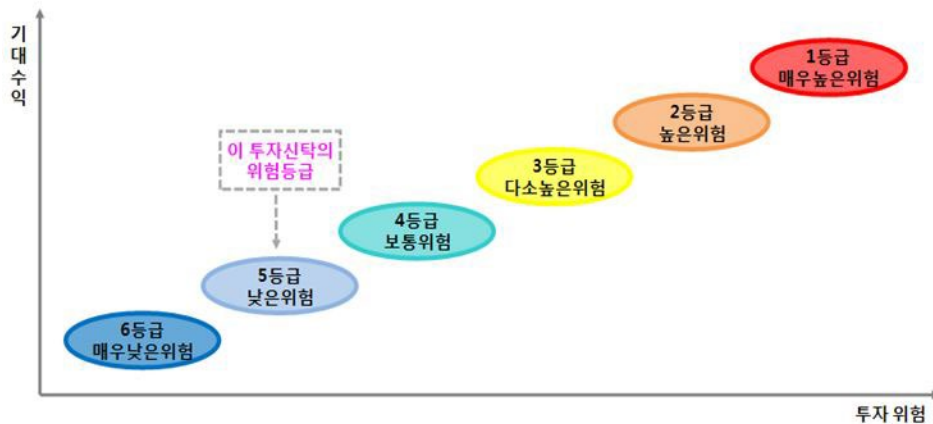 기대수익
1등급
매우높은위험
2등급
높은위험
이 투자신탁의
위험등급
3등급
다소높은위험
4등급
보통위험
5등급
낮은위험
6등급
매우낮은위험
투자 위험